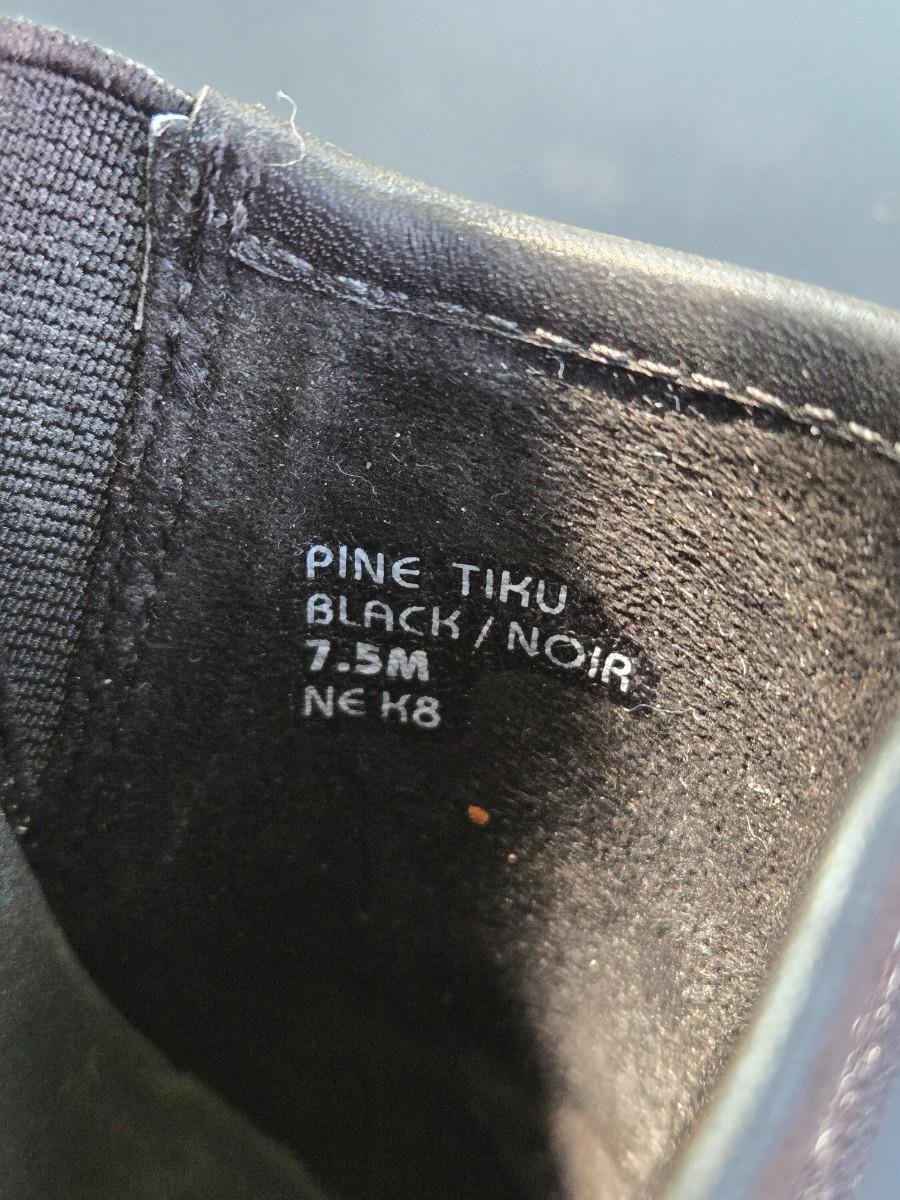 PINE TIKU
BLACK / NOIR
7.5M
NE K8